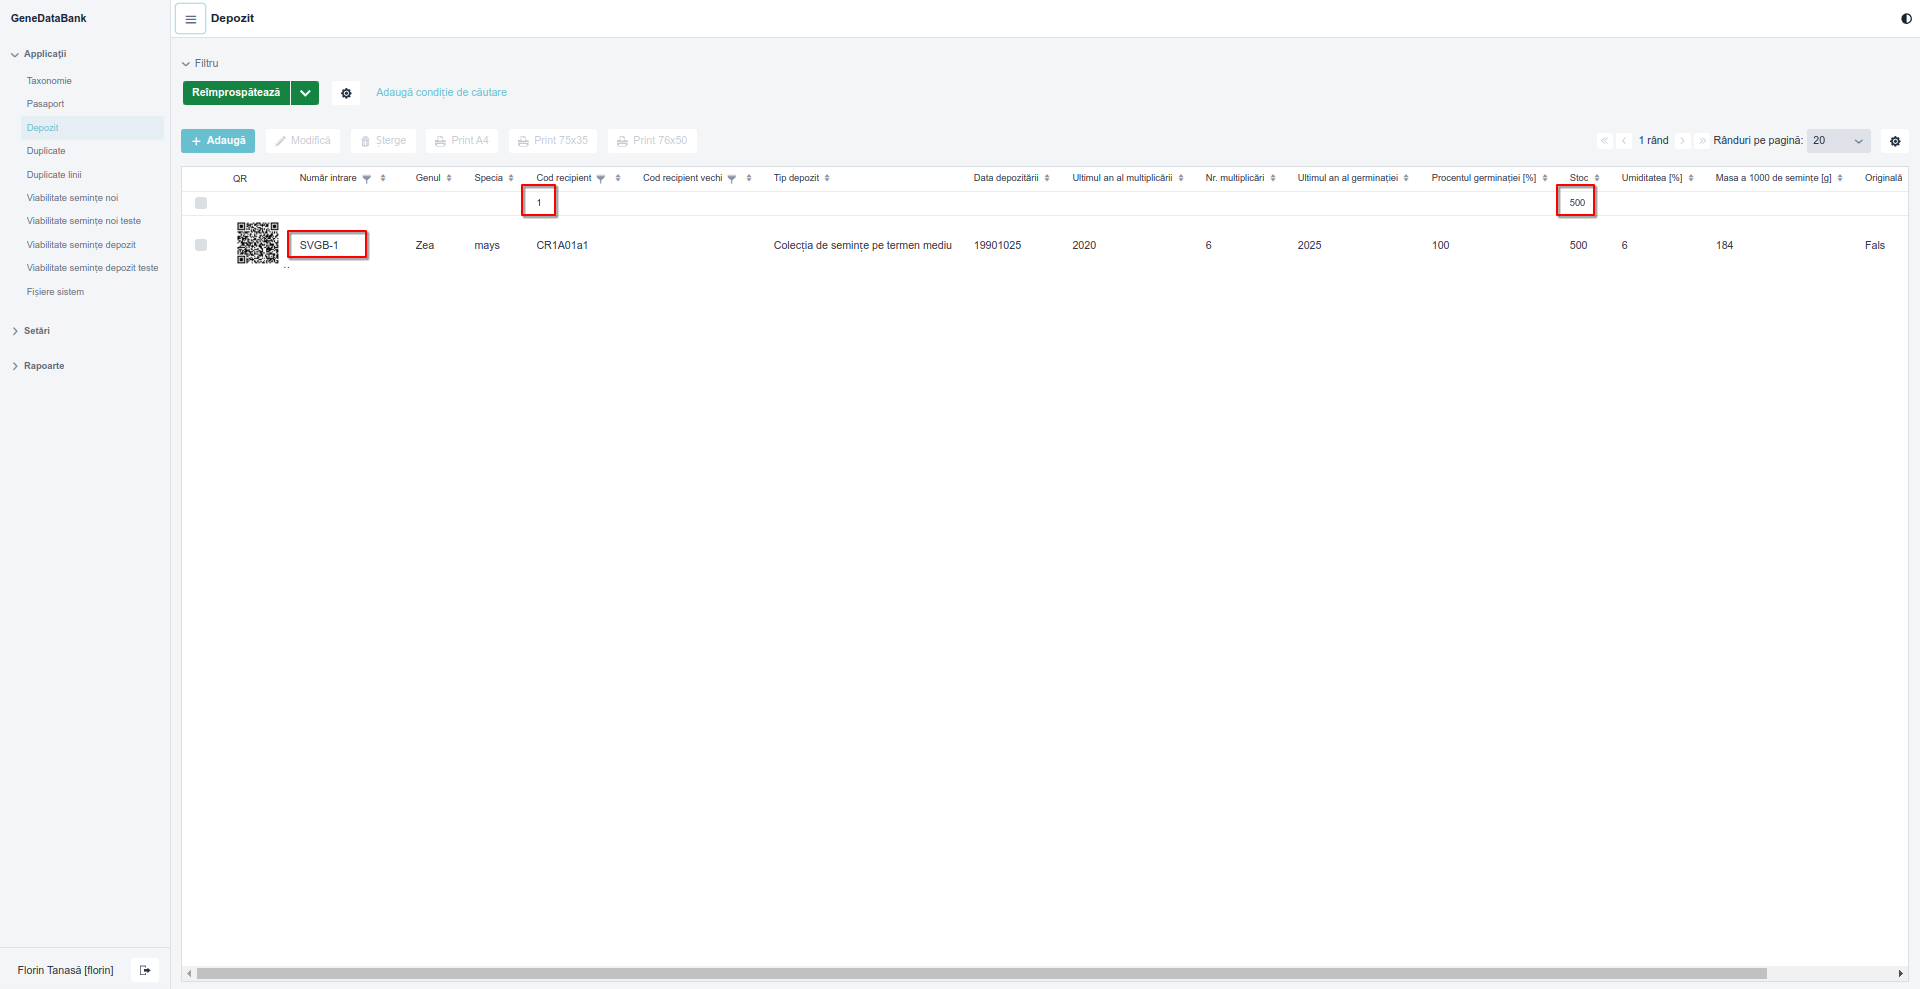 GeneDataBank
Depozit
Applicații
Taxonomie
Pasaport
Depozit
Duplicate
Duplicate linii
Viabilitate semințe noi
Viabilitate semințe noi teste
Viabilitate semințe depozit
Viabilitate semințe depozit teste
Fișiere sistem
Setări
Rapoarte
Florin Tanasă [florin]
Filtru
Reîmprospătează Adaugă condiție de căutare
+ Adaugă Modifică Șterge Print A4 Print 75x35 Print 76x50 « ‹ 1 rând › » Rânduri pe pagină: 20
QR Număr intrare Genul Specia Cod recipient Cod recipient vechi Tip depozit Data depozitării Ultimul an al multiplicării Nr. multiplicări Ultimul an al germinației Procentul germinației [%] Stoc Umiditatea [%] Masa a 1000 de semințe [g] Originală
1 500
SVGB-1 Zea mays CR1A01a1 Colecția de semințe pe termen mediu 19901025 2020 6 2025 100 500 6 184 Fals
..